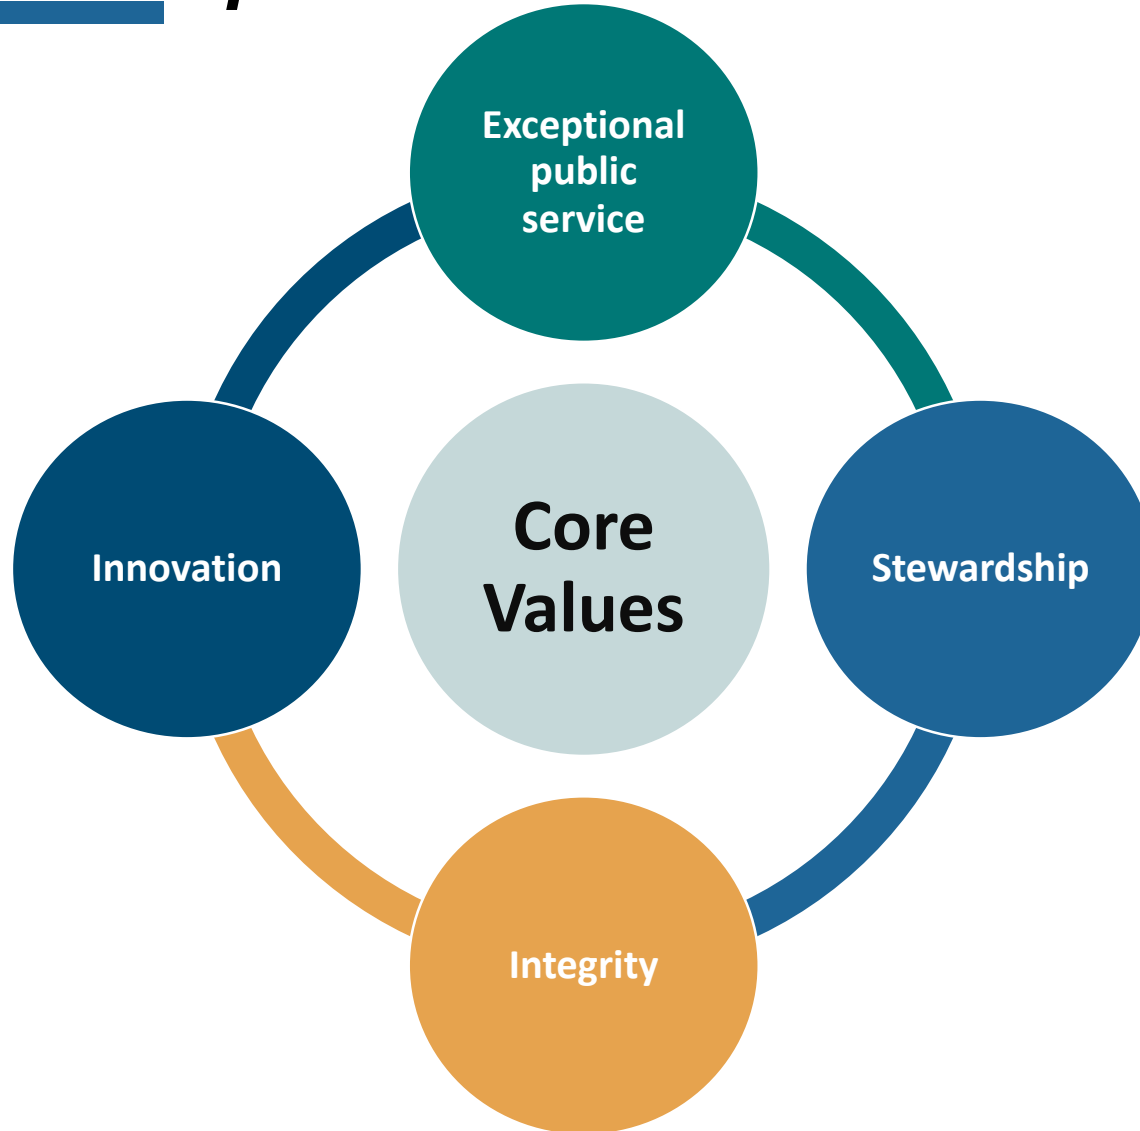 Exceptional
public
service
Innovation
Core
Values
Stewardship
Integrity